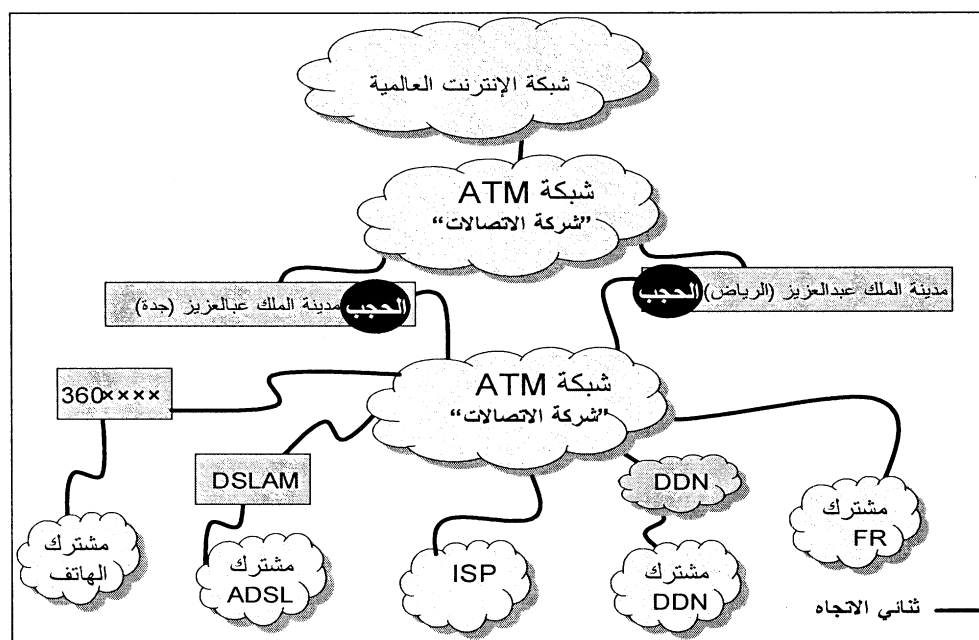 شبكة الإنترنت العالمية
شبكة ATM
"شركة الاتصالات"
مدينة الملك عبدالعزيز (الرياض)
الحجب
الحجب
مدينة الملك عبالعزيز (جدة)
شبكة ATM
"شركة الاتصالات"
360××××
DSLAM
DDN
مشترك
FR
مشترك
DDN
ISP
مشترك
ADSL
مشترك
الهاتف
ثنائي الاتجاه